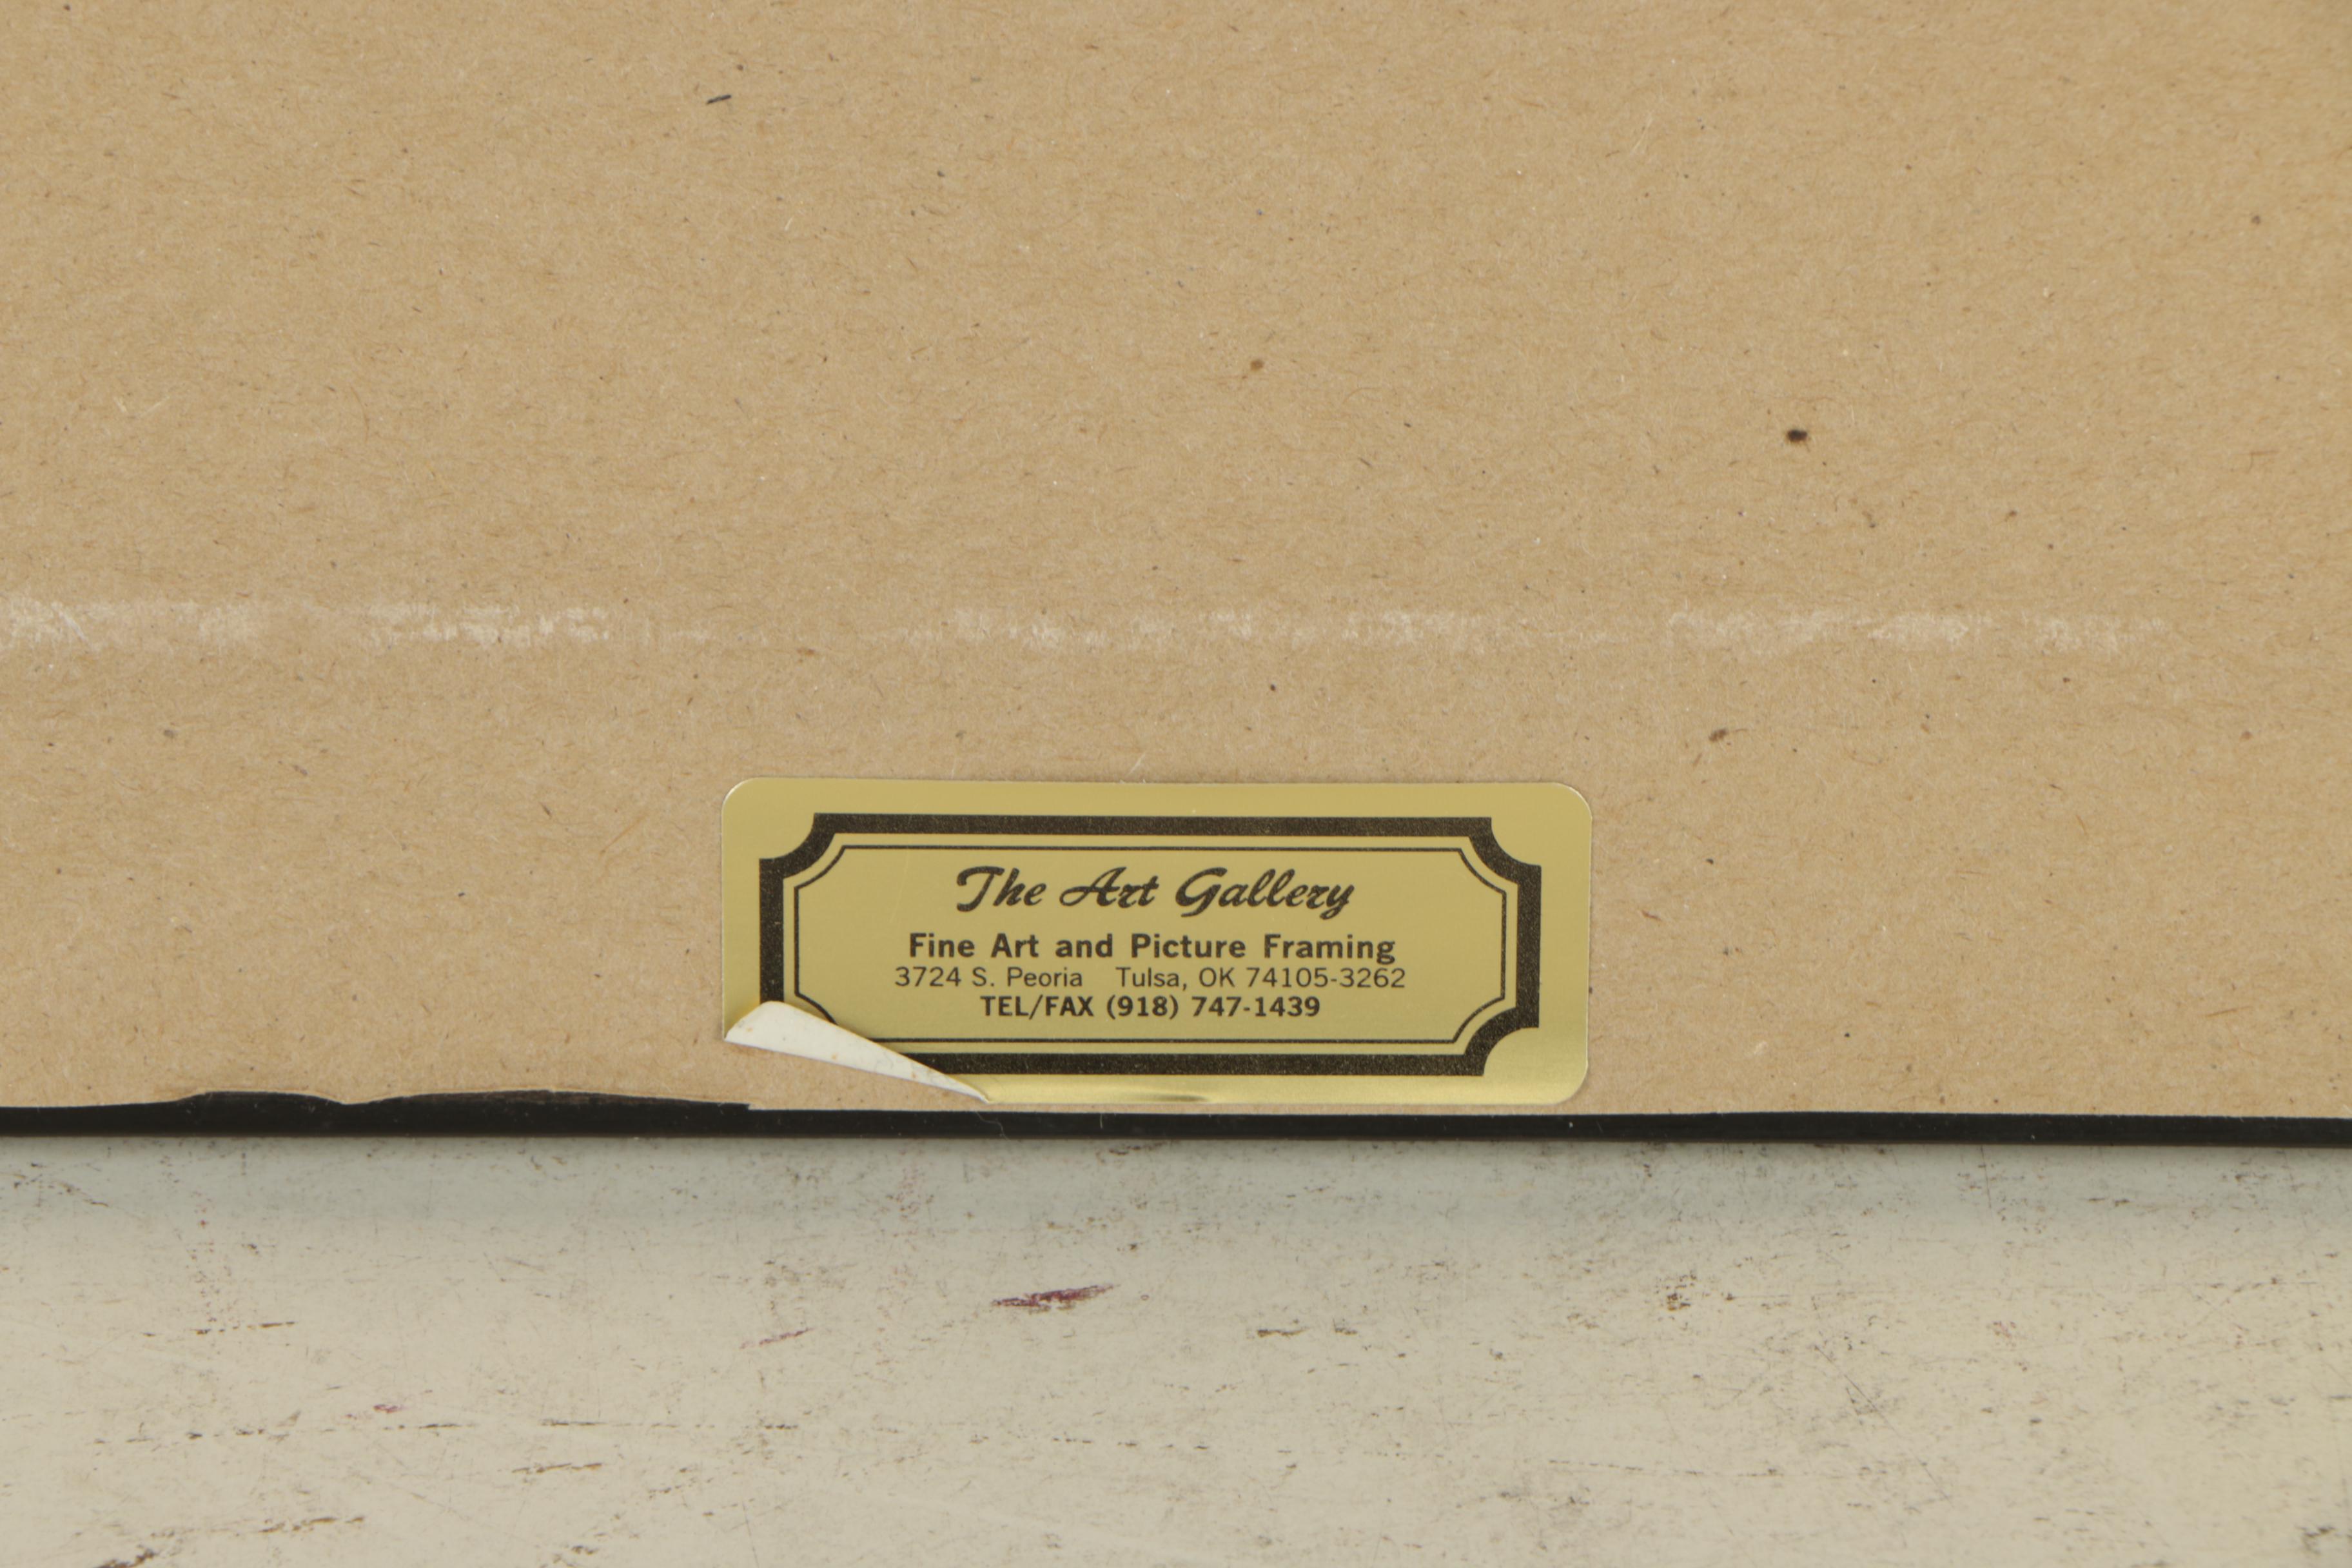 The Art Gallery
Fine Art and Picture Framing
3724 S. Peoria Tulsa, OK 74105-3262
TEL/FAX (918) 747-1439